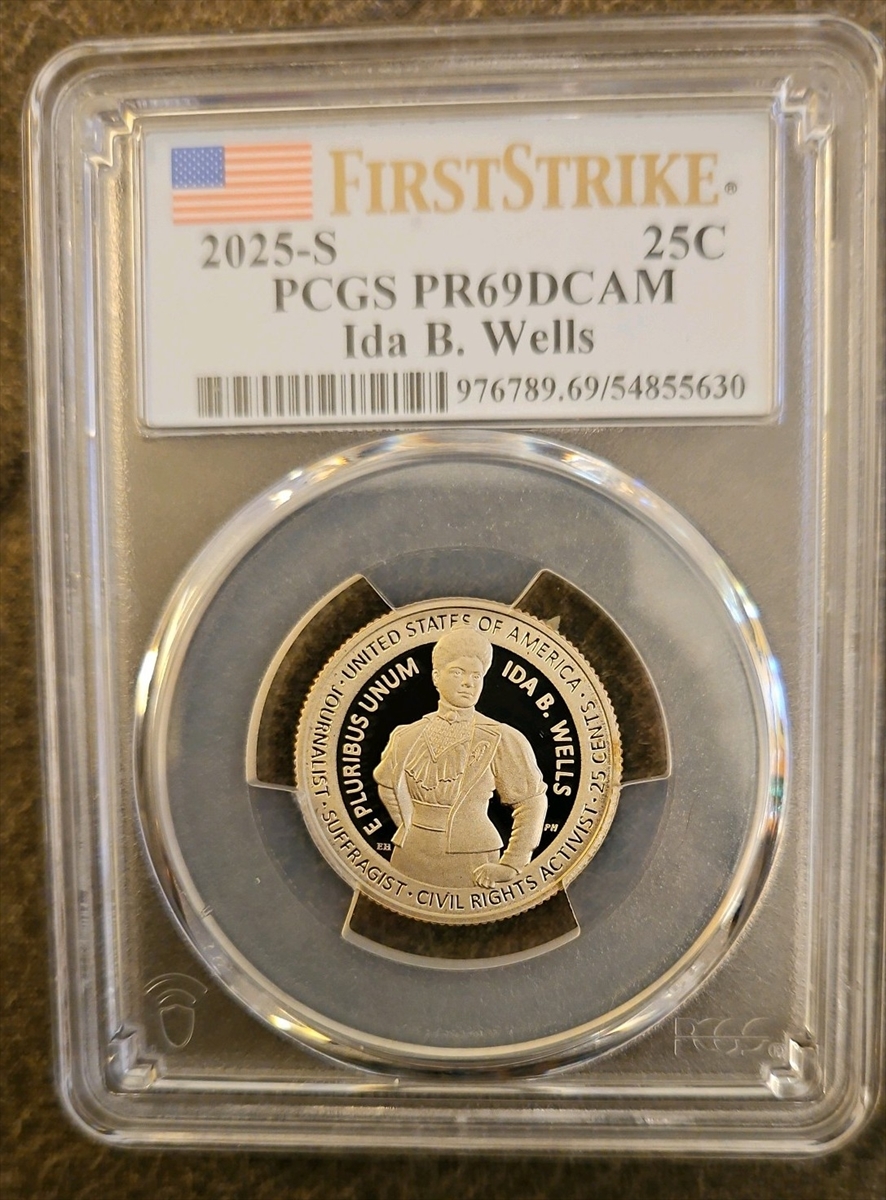 FIRSTSTRIKE®
2025-S 25C
PCGS PR69DCAM
Ida B. Wells
976789.69/54855630
UNITED STATES OF AMERICA · 25 CENTS · CIVIL RIGHTS ACTIVIST · SUFFRAGIST · JOURNALIST ·
E PLURIBUS UNUM
IDA B. WELLS
EH
PH
PCGS